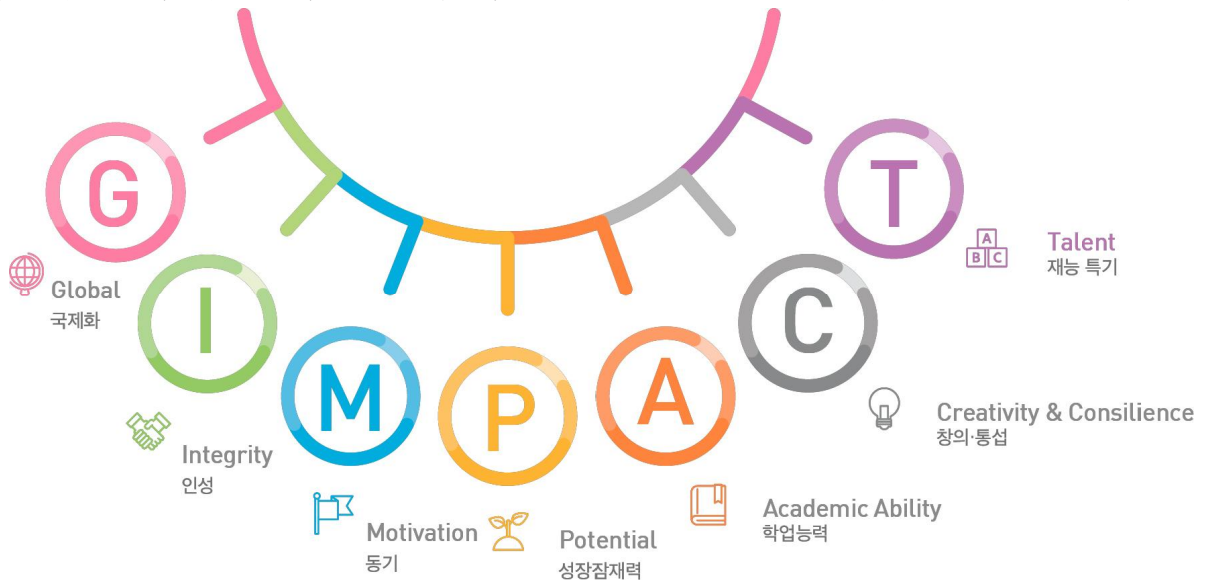 G
Global
국제화
I
Integrity
인성
M
Motivation
동기
P
Potential
성장잠재력
A
Academic Ability
학업능력
C
Creativity & Consilience
창의·통섭
T
A
B C
Talent
재능 특기